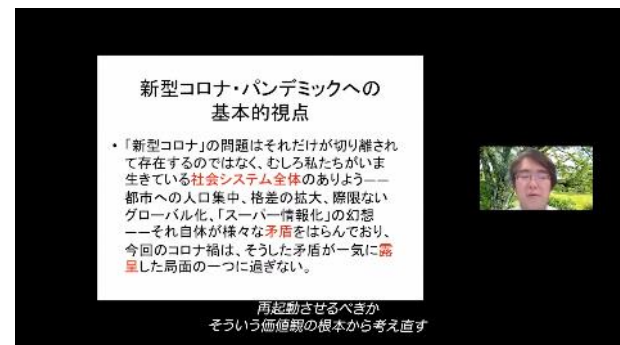 新型コロナ・パンデミックへの
基本的視点
・「新型コロナ」の問題はそれだけが切り離され
て存在するのではなく、むしろ私たちがいま
生きている社会システム全体のありよう――
都市への人口集中、格差の拡大、際限ない
グローバル化、「スーパー情報化」の幻想
――それ自体が様々な矛盾をはらんでおり、
今回のコロナ禍は、そうした矛盾が一気に露
呈した局面の一つに過ぎない。
再起動させるべきか
そういう価値観の根本から考え直す